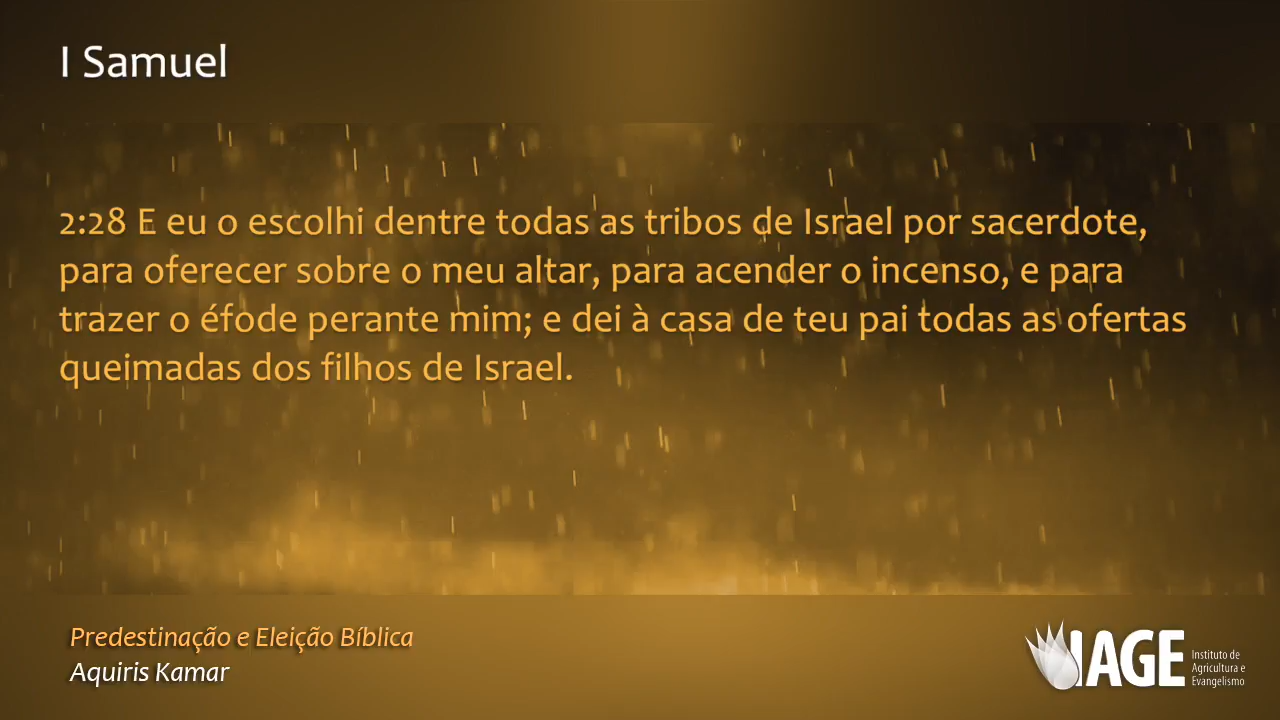 I Samuel
2:28 E eu o escolhi dentre todas as tribos de Israel por sacerdote,
para oferecer sobre o meu altar, para acender o incenso, e para
trazer o éfode perante mim; e dei à casa de teu pai todas as ofertas
queimadas dos filhos de Israel.
Predestinação e Eleição Bíblica
Aquiris Kamar
IAGE
Instituto de
Agricultura e
Evangelismo